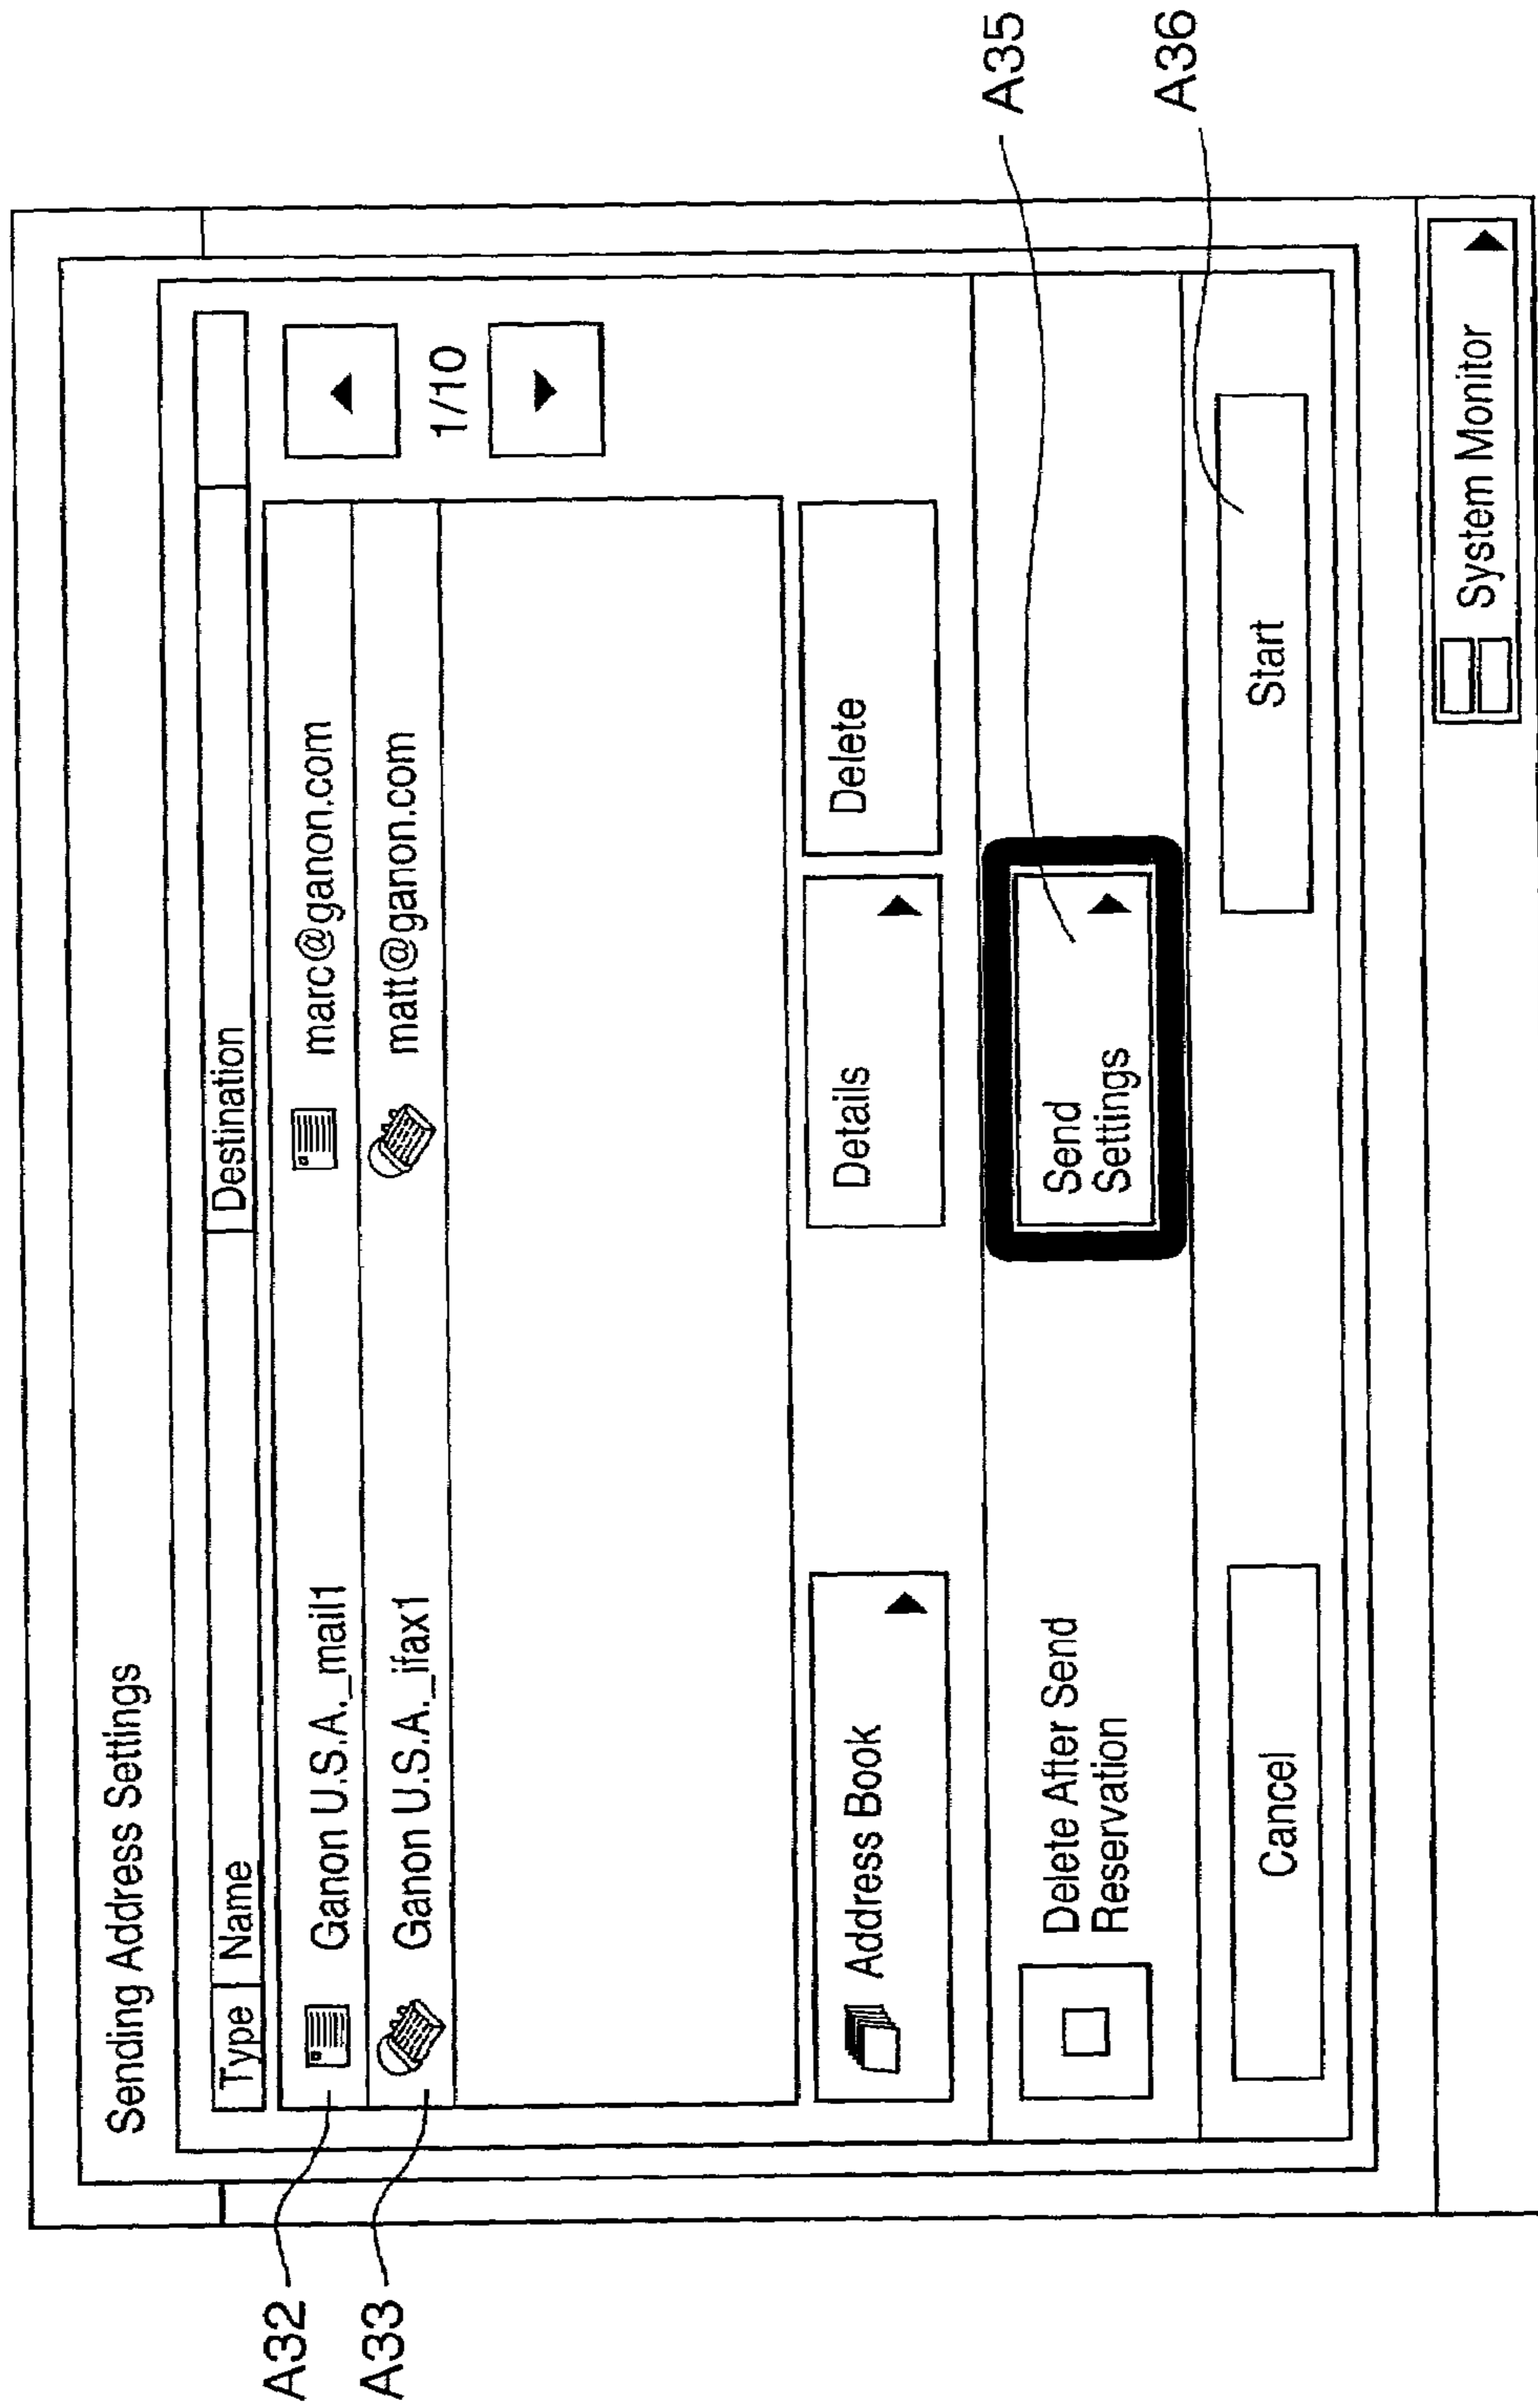 Sending Address Settings
Type Name Destination
A32 Ganon U.S.A._mail1 marc@ganon.com
A33 Ganon U.S.A._ifax1 matt@ganon.com
1/10
Address Book Details Delete
Delete After Send
Reservation
Send
Settings
A35
Cancel Start
A36
System Monitor